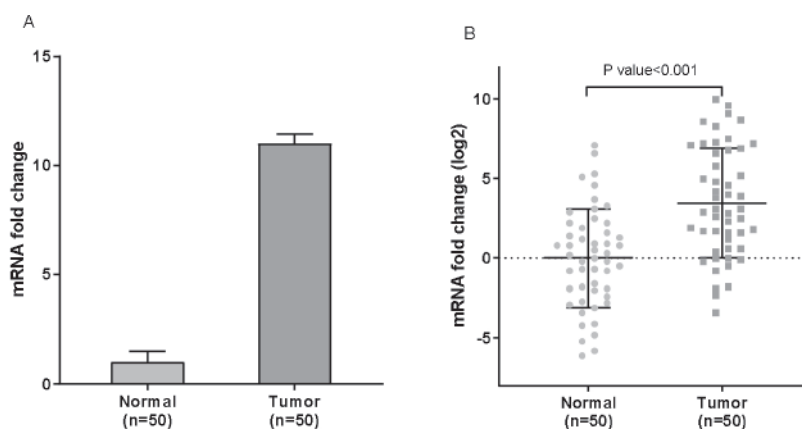 A
mRNA fold change
15
10
5
0
Normal
(n=50)
Tumor
(n=50)
B
P value<0.001
mRNA fold change (log2)
10
5
0
-5
Normal
(n=50)
Tumor
(n=50)